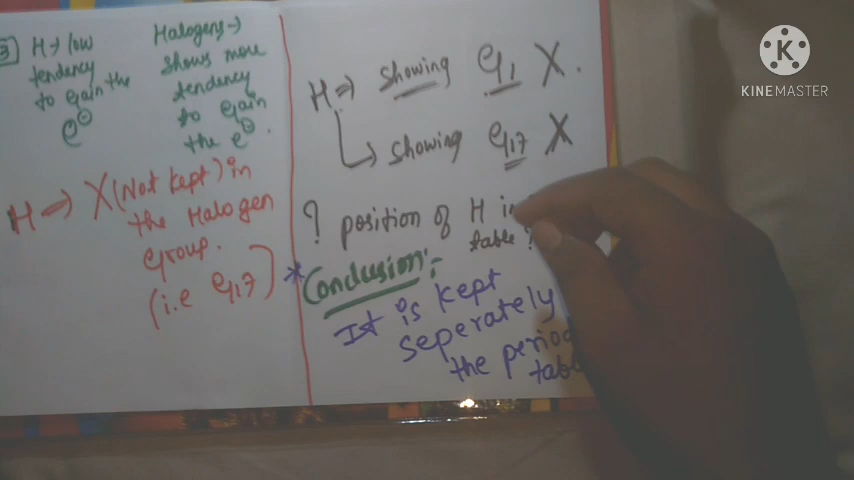 3] H→ low
tendency
to gain the
e⊖
Halogens→
shows more
tendency
to gain
the e⊖.
H ⇒ X (Not kept) in
the Halogen
group.
(i.e G17)
H ⇒ showing G1 X.
↳ showing G17 X
? position of H in
table ?
*Conclusion:-
It is kept
seperately
the period
table
K
KINEMASTER